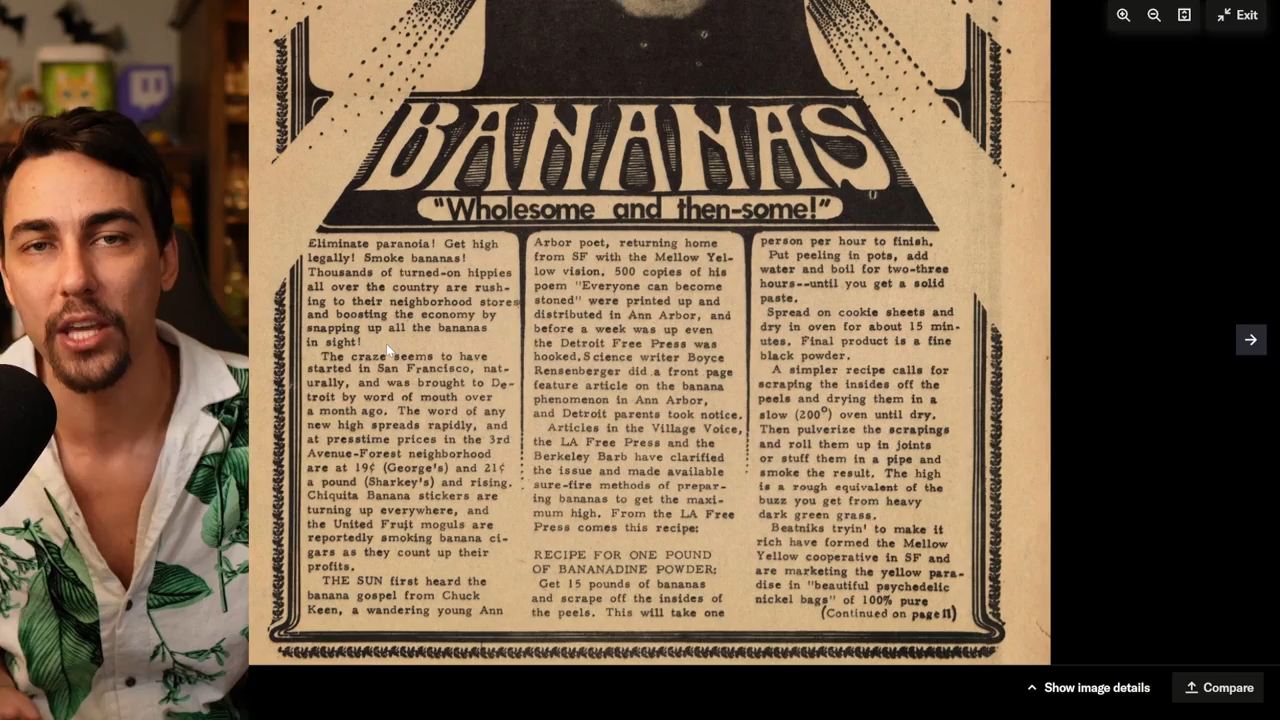 Exit
BANANAS
"Wholesome and then-some!"
Eliminate paranoia! Get high
legally! Smoke bananas!
Thousands of turned-on hippies
all over the country are rush-
ing to their neighborhood stores
and boosting the economy by
snapping up all the bananas
in sight!
The craze seems to have
started in San Francisco, nat-
urally, and was brought to De-
troit by word of mouth over
a month ago. The word of any
new high spreads rapidly, and
at presstime prices in the 3rd
Avenue-Forest neighborhood
are at 19¢ (George's) and 21¢
a pound (Sharkey's) and rising.
Chiquita Banana stickers are
turning up everywhere, and
the United Fruit moguls are
reportedly smoking banana ci-
gars as they count up their
profits.
THE SUN first heard the
banana gospel from Chuck
Keen, a wandering young Ann
Arbor poet, returning home
from SF with the Mellow Yel-
low vision. 500 copies of his
poem "Everyone can become
stoned" were printed up and
distributed in Ann Arbor, and
before a week was up even
the Detroit Free Press was
hooked. Science writer Boyce
Rensenberger did a front page
feature article on the banana
phenomenon in Ann Arbor,
and Detroit parents took notice.
Articles in the Village Voice,
the LA Free Press and the
Berkeley Barb have clarified
the issue and made available
sure-fire methods of prepar-
ing bananas to get the maxi-
mum high. From the LA Free
Press comes this recipe:
RECIPE FOR ONE POUND
OF BANANADINE POWDER:
Get 15 pounds of bananas
and scrape off the insides of
the peels. This will take one
person per hour to finish.
Put peeling in pots, add
water and boil for two-three
hours--until you get a solid
paste.
Spread on cookie sheets and
dry in oven for about 15 min-
utes. Final product is a fine
black powder.
A simpler recipe calls for
scraping the insides off the
peels and drying them in a
slow (200°) oven until dry.
Then pulverize the scrapings
and roll them up in joints
or stuff them in a pipe and
smoke the result. The high
is a rough equivalent of the
buzz you get from heavy
dark green grass.
Beatniks tryin' to make it
rich have formed the Mellow
Yellow cooperative in SF and
are marketing the yellow para-
dise in "beautiful psychedelic
nickel bags" of 100% pure
(Continued on page 11)
Show image details
Compare